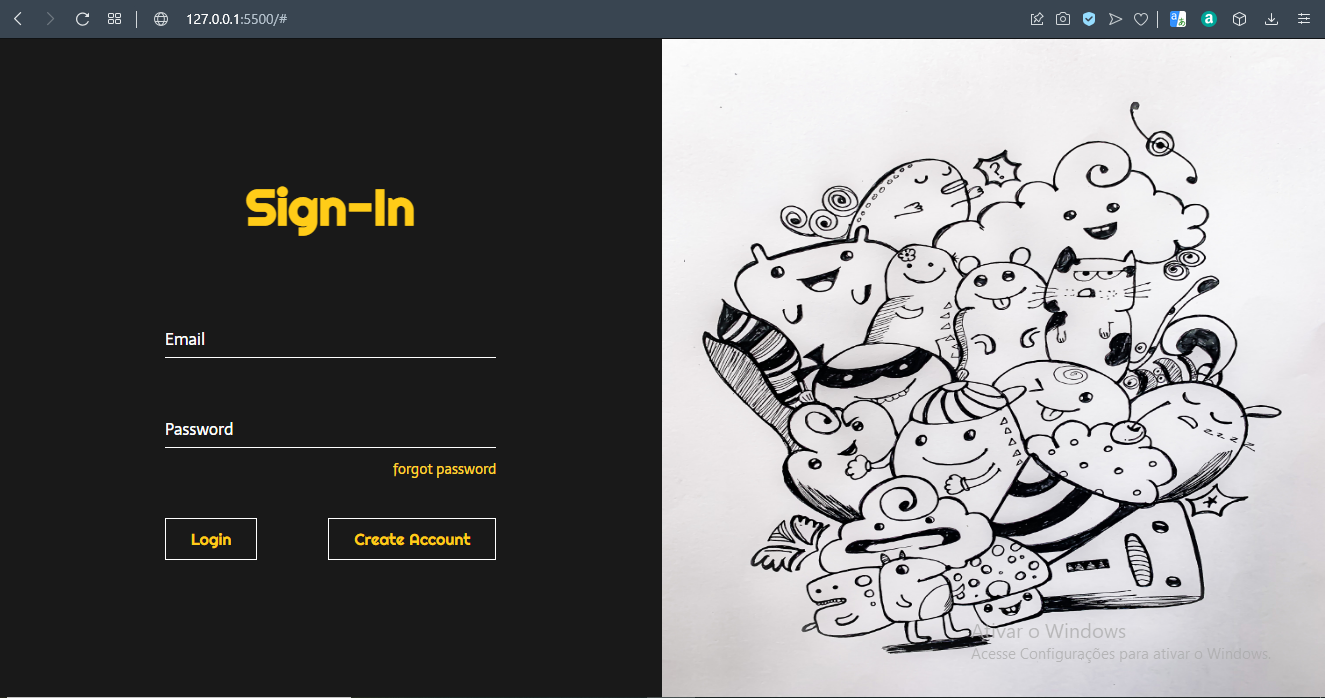 127.0.0.1:5500/#
Sign-In
Email
Password
forgot password
Login
Create Account
?
zzzz
Ativar o Windows
Acesse Configurações para ativar o Windows.